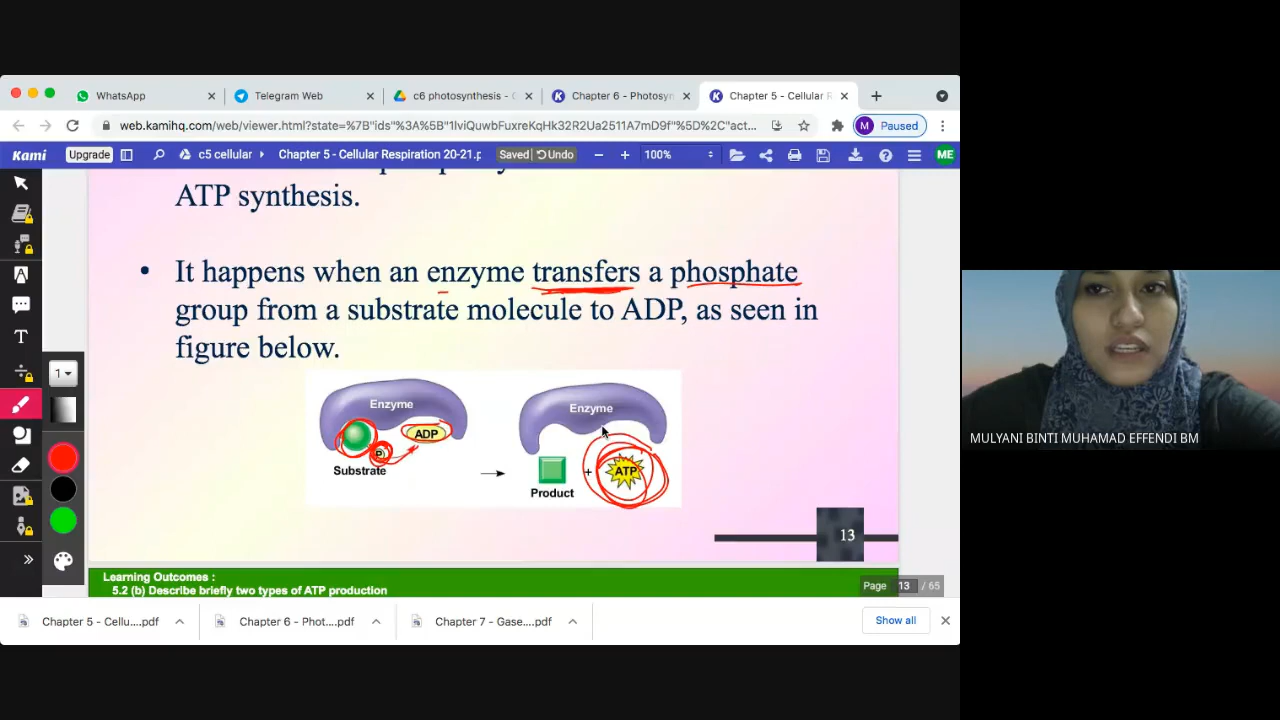 WhatsApp
Telegram Web
c6 photosynthesis -
Chapter 6 - Photosyn
Chapter 5 - Cellular R
web.kamihq.com/web/viewer.html?state=%7B"ids"%3A%5B"1lviQuwbFuxreKqHk32R2Ua2511A7mD9f"%5D%2C"act...
M Paused
Kami
Upgrade
c5 cellular
Chapter 5 - Cellular Respiration 20-21.p
Saved Undo
100%
ME
ATP synthesis.
• It happens when an enzyme transfers a phosphate
group from a substrate molecule to ADP, as seen in
figure below.
Enzyme
ADP
P
Substrate
Enzyme
+
ATP
Product
13
Learning Outcomes :
5.2 (b) Describe briefly two types of ATP production
Page 13 / 65
1
T
Chapter 5 - Cellu....pdf
Chapter 6 - Phot....pdf
Chapter 7 - Gase....pdf
Show all
MULYANI BINTI MUHAMAD EFFENDI BM